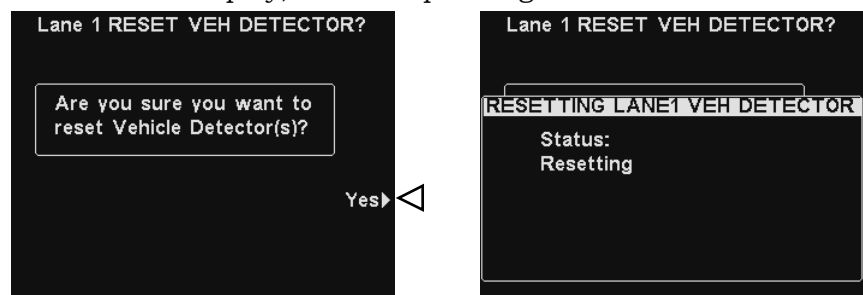 Lane 1 RESET VEH DETECTOR?
Are you sure you want to
reset Vehicle Detector(s)?
Yes
Lane 1 RESET VEH DETECTOR?
RESETTING LANE1 VEH DETECTOR
Status:
Resetting